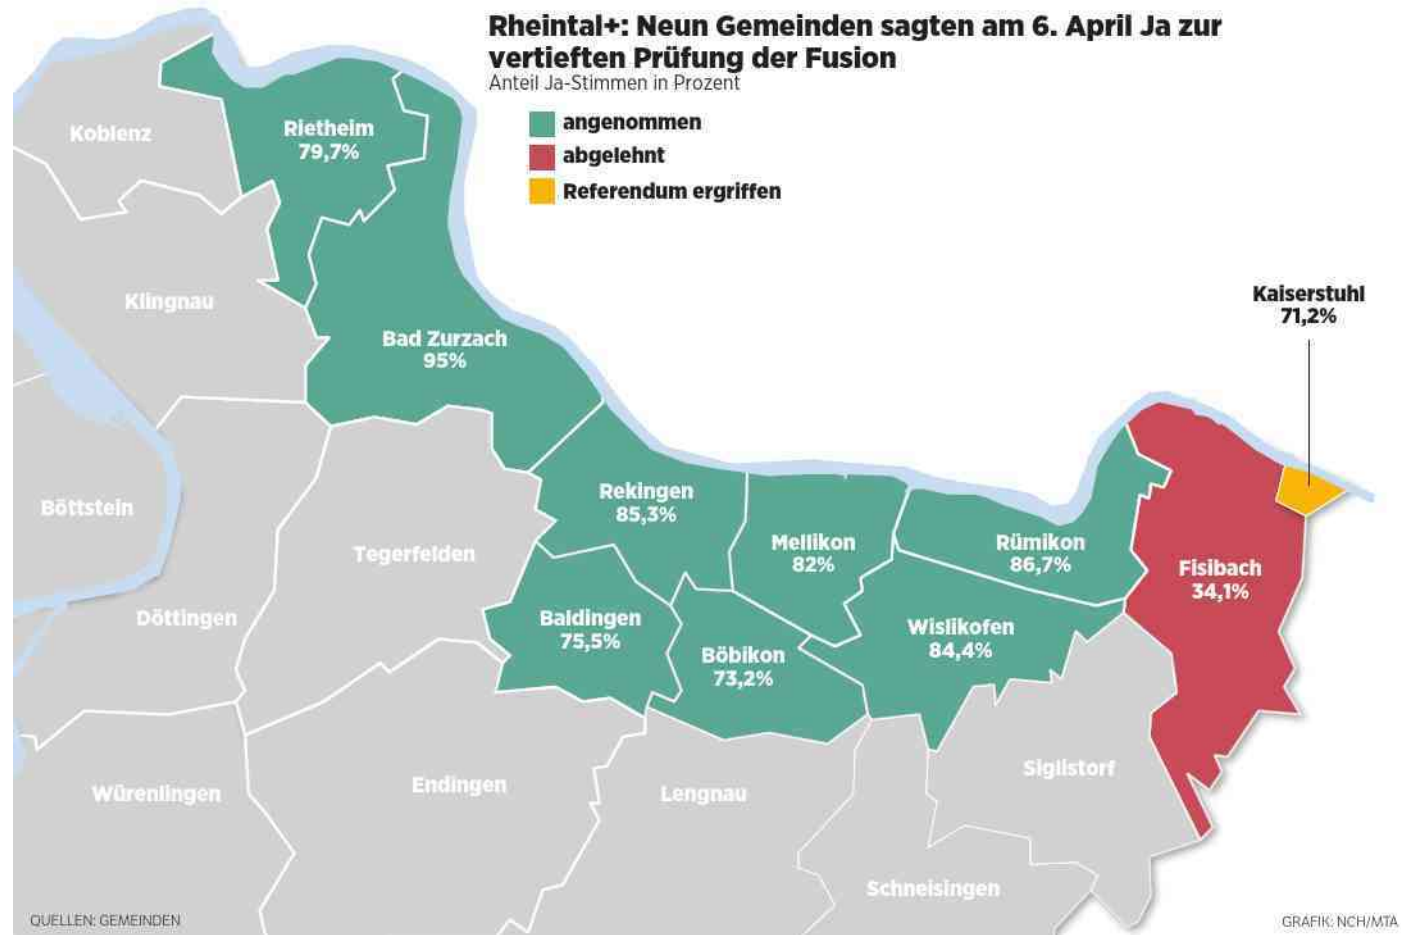 Rheintal+: Neun Gemeinden sagten am 6. April Ja zur
vertieften Prüfung der Fusion
Anteil Ja-Stimmen in Prozent
angenommen
abgelehnt
Referendum ergriffen
Koblenz
Rietheim
79,7%
Klingnau
Kaiserstuhl
71,2%
Bad Zurzach
95%
Böttstein
Rekingen
85,3%
Tegerfelden
Mellikon
82%
Rümikon
86,7%
Fisibach
34,1%
Döttingen
Baldingen
75,5%
Böbikon
73,2%
Wislikofen
84,4%
Würenlingen
Endingen
Lengnau
Siglistorf
Schneisingen
QUELLEN: GEMEINDEN
GRAFIK: NCH/MTA